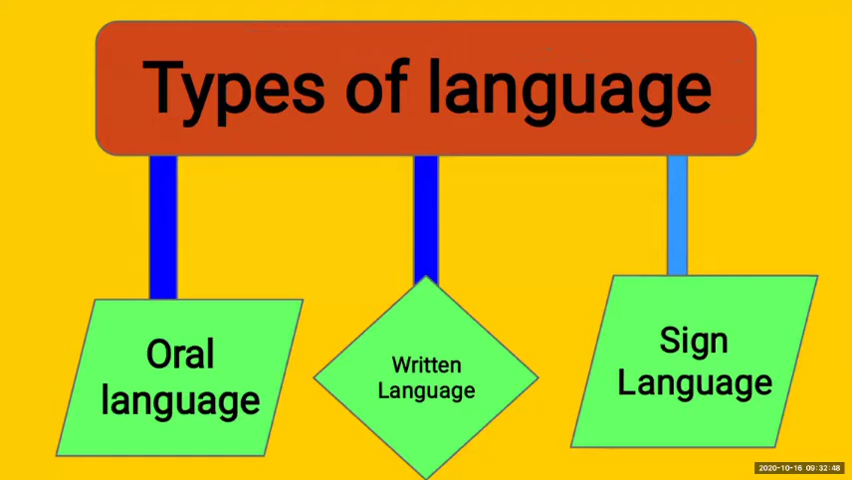 Types of language
Oral
language
Written
Language
Sign
Language
2020-10-16 09:32:48